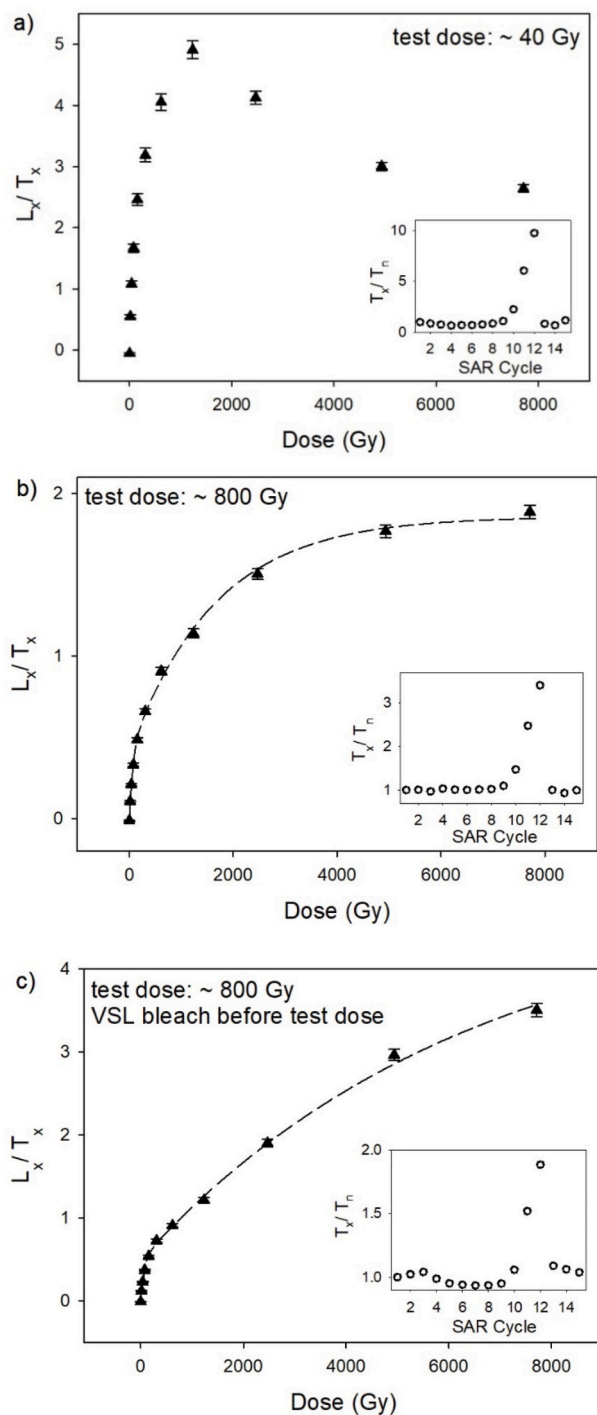 a)
test dose: ~ 40 Gy
5
4
3
2
1
0
Lx/ Tx
0 2000 4000 6000 8000
Dose (Gy)
10
5
0
Tx/ Tn
2 4 6 8 10 12 14
SAR Cycle
b)
test dose: ~ 800 Gy
2
1
0
Lx/ Tx
0 2000 4000 6000 8000
Dose (Gy)
3
2
1
Tx/ Tn
2 4 6 8 10 12 14
SAR Cycle
c)
test dose: ~ 800 Gy
VSL bleach before test dose
4
3
2
1
0
Lx/ Tx
0 2000 4000 6000 8000
Dose (Gy)
2.0
1.5
1.0
Tx/ Tn
2 4 6 8 10 12 14
SAR Cycle